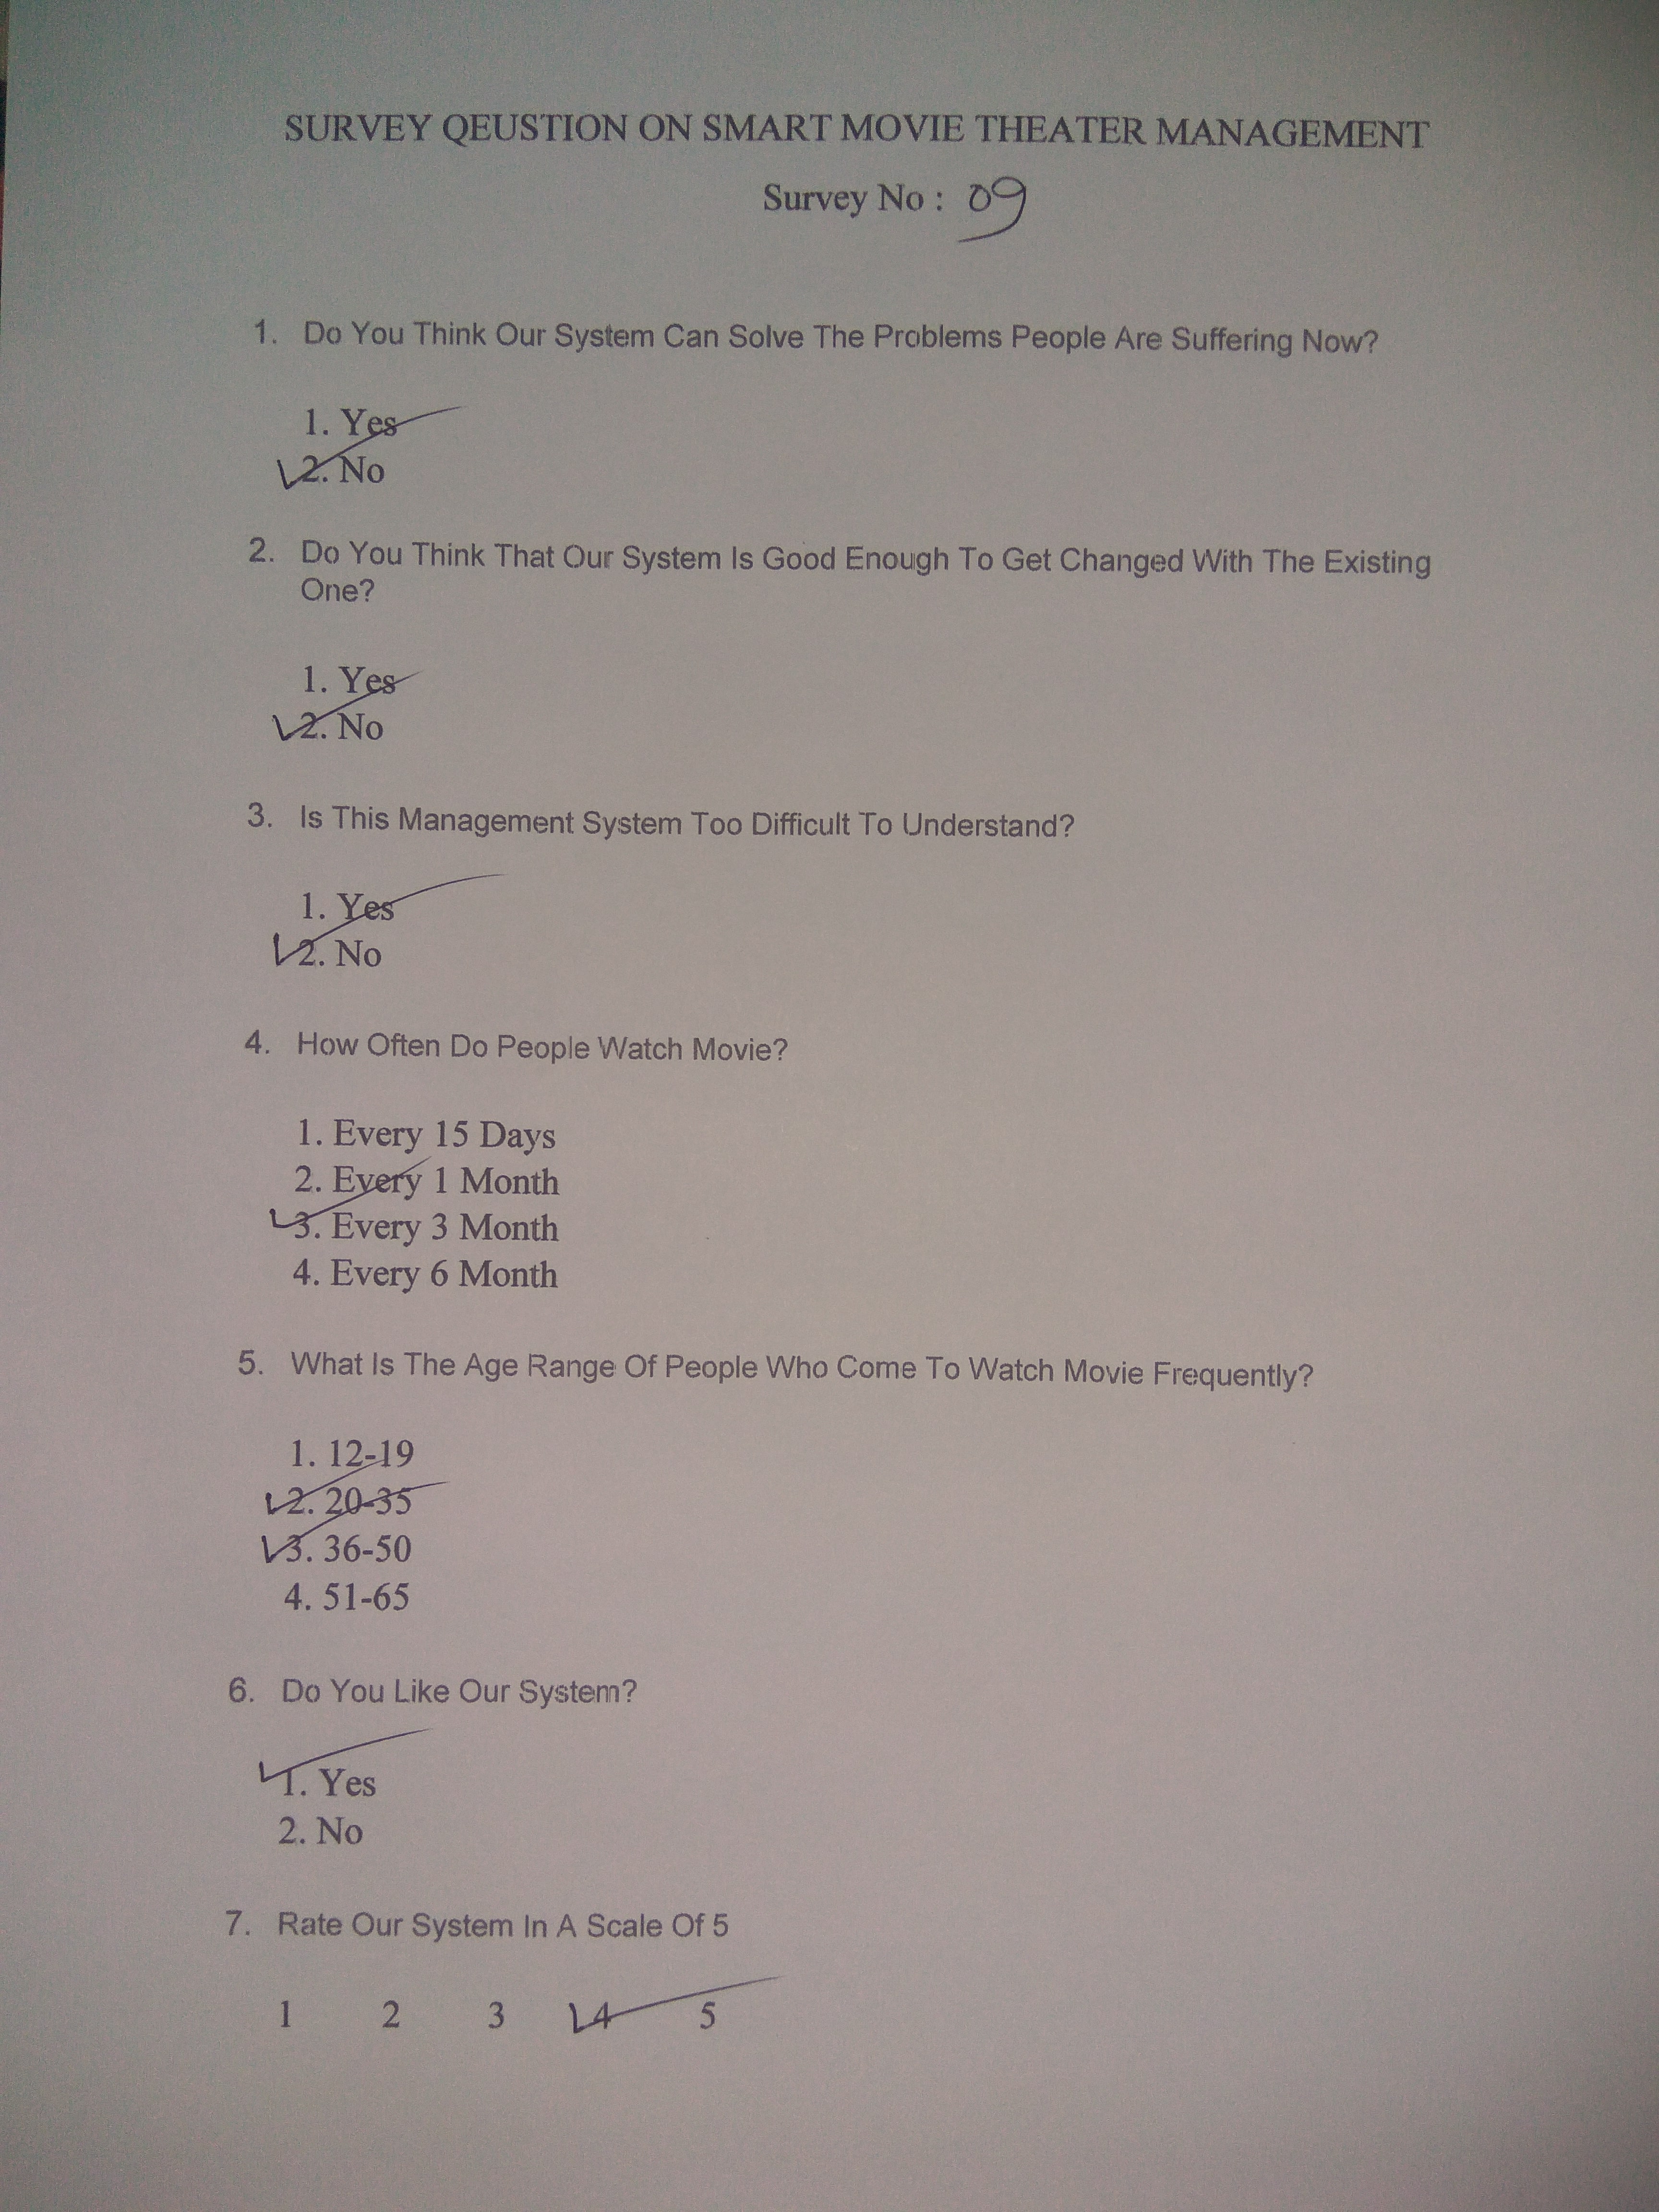 SURVEY QEUSTION ON SMART MOVIE THEATER MANAGEMENT
Survey No : 09
1. Do You Think Our System Can Solve The Problems People Are Suffering Now?
1. Yes
2. No
2. Do You Think That Our System Is Good Enough To Get Changed With The Existing
One?
1. Yes
2. No
3. Is This Management System Too Difficult To Understand?
1. Yes
2. No
4. How Often Do People Watch Movie?
1. Every 15 Days
2. Every 1 Month
3. Every 3 Month
4. Every 6 Month
5. What Is The Age Range Of People Who Come To Watch Movie Frequently?
1. 12-19
2. 20-35
3. 36-50
4. 51-65
6. Do You Like Our System?
1. Yes
2. No
7. Rate Our System In A Scale Of 5
1 2 3 4 5